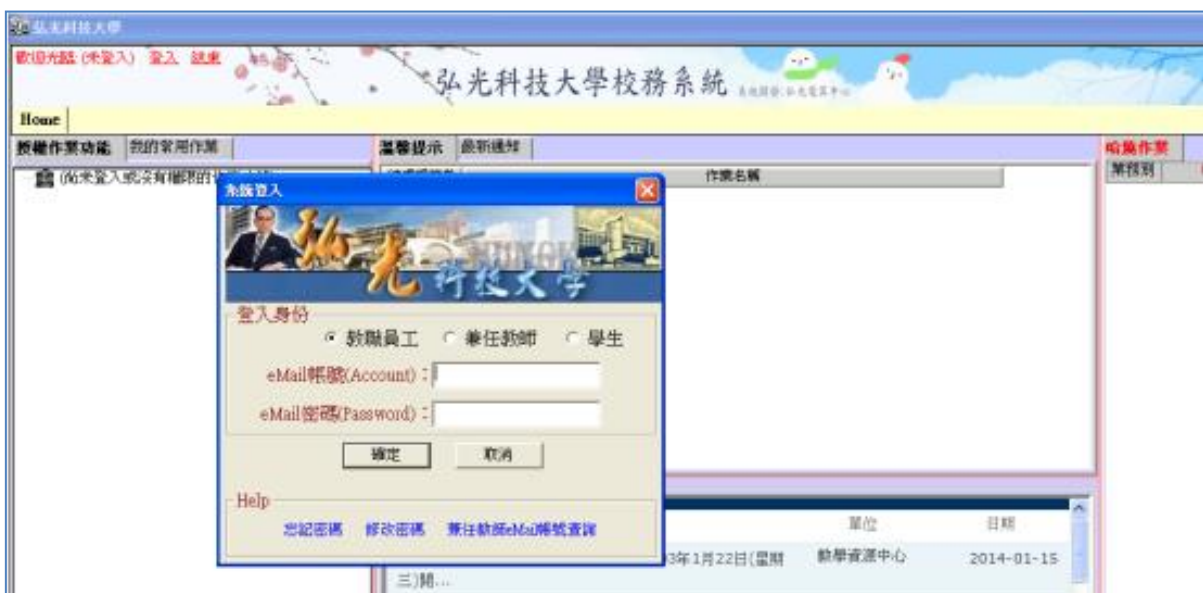 弘光科技大學
歡迎光臨 (未登入) 登入 結束
弘光科技大學校務系統
Home
授權作業功能 我的常用作業
溫馨提示 最新通知
作業名稱
業務別
(尚未登入或沒有權限的
系統登入
弘光科技大學
登入身份
教職員工 兼任教師 學生
eMail帳號(Account):
eMail密碼(Password):
確定 取消
Help
忘記密碼 修改密碼 兼任教師eMail帳號查詢
單位 日期
03年1月22日(星期
三)開...
教學資源中心 2014-01-15